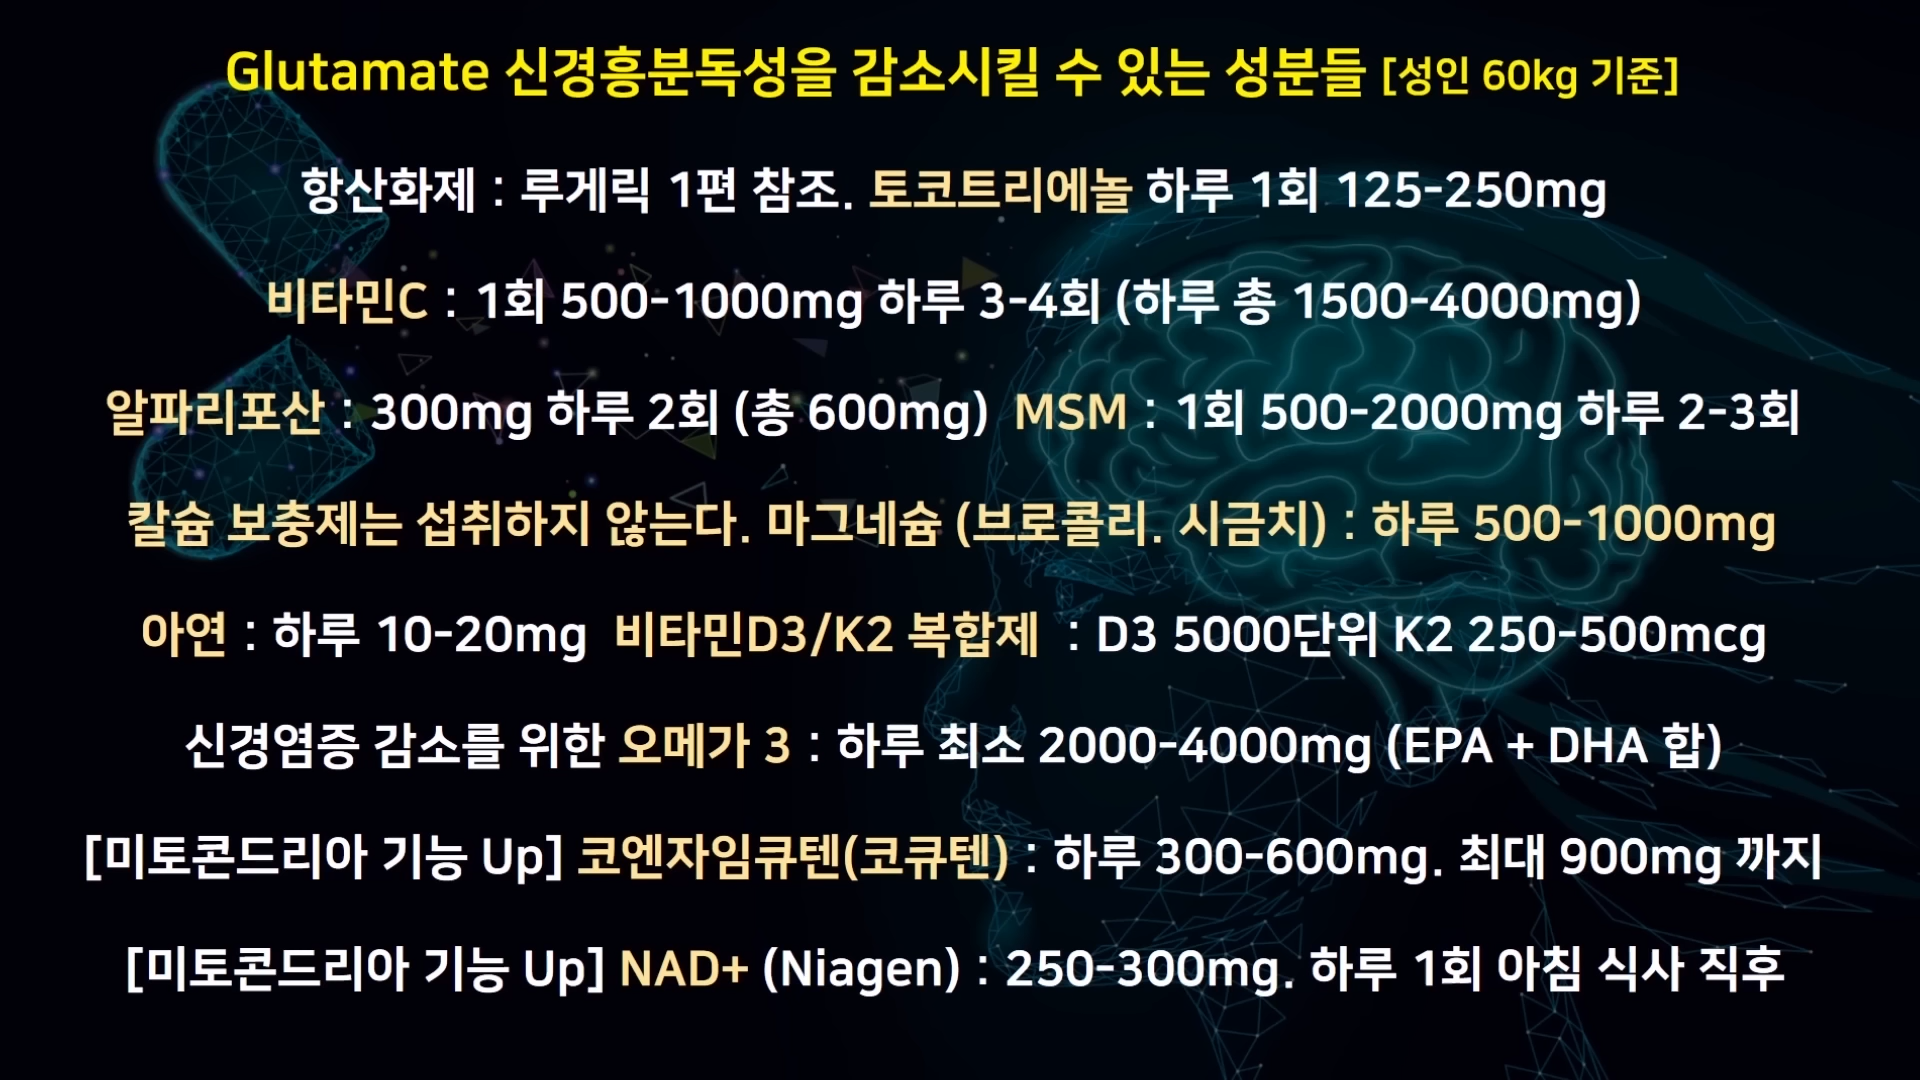 Glutamate 신경흥분독성을 감소시킬 수 있는 성분들 [성인 60kg 기준]
항산화제 : 루게릭 1편 참조. 토코트리에놀 하루 1회 125-250mg
비타민C : 1회 500-1000mg 하루 3-4회 (하루 총 1500-4000mg)
알파리포산 : 300mg 하루 2회 (총 600mg) MSM : 1회 500-2000mg 하루 2-3회
칼슘 보충제는 섭취하지 않는다. 마그네슘 (브로콜리. 시금치) : 하루 500-1000mg
아연 : 하루 10-20mg 비타민D3/K2 복합제 : D3 5000단위 K2 250-500mcg
신경염증 감소를 위한 오메가 3 : 하루 최소 2000-4000mg (EPA + DHA 합)
[미토콘드리아 기능 Up] 코엔자임큐텐(코큐텐) : 하루 300-600mg. 최대 900mg 까지
[미토콘드리아 기능 Up] NAD+ (Niagen) : 250-300mg. 하루 1회 아침 식사 직후